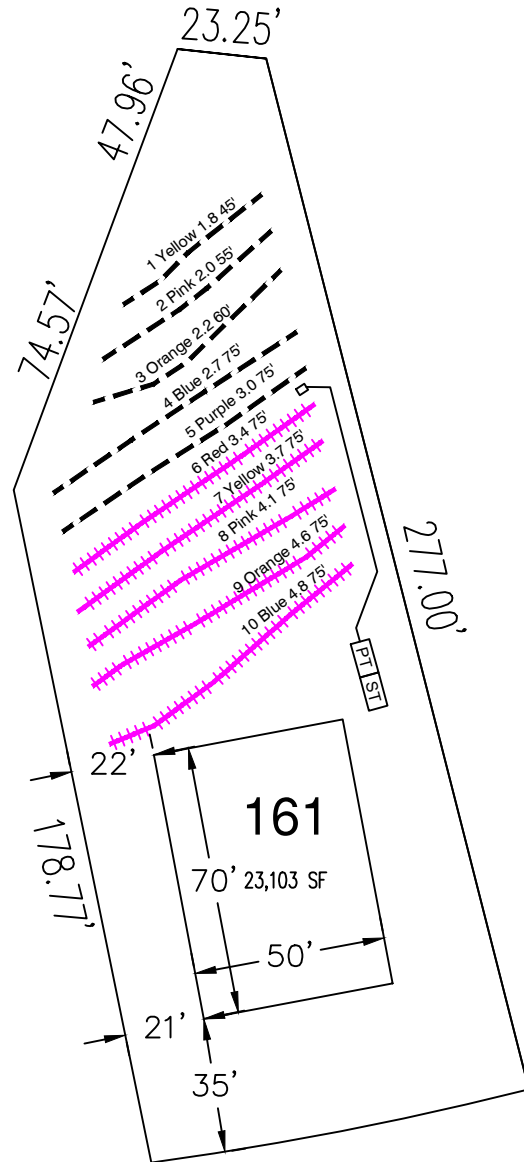 23.25’
47.96’
74.57’
1 Yellow 1.8 45'
2 Pink 2.0 55'
3 Orange 2.2 60'
4 Blue 2.7 75'
5 Purple 3.0 75'
6 Red 3.4 75'
7 Yellow 3.7 75'
8 Pink 4.1 75'
9 Orange 4.6 75'
10 Blue 4.8 75'
277.00’
PT ST
22’
161
23,103 SF
70’
50’
178.77’
21’
35’